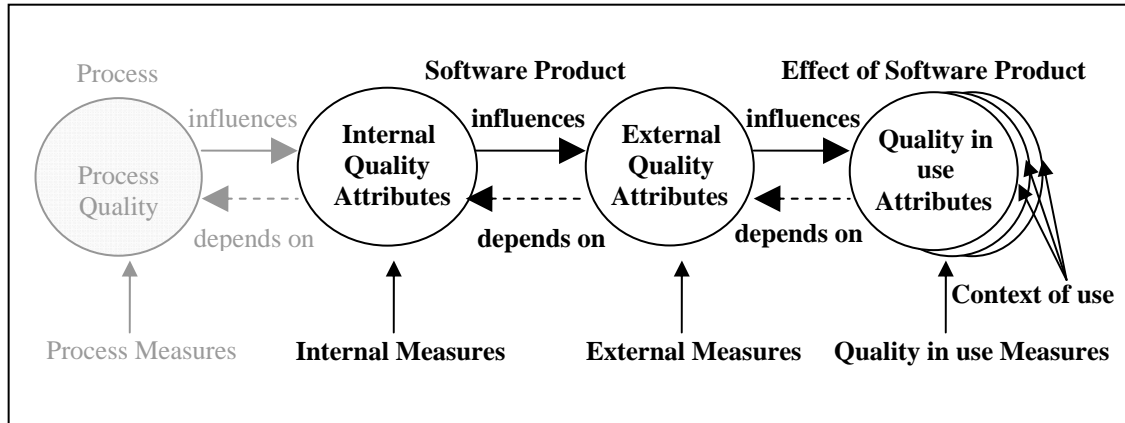 Process
Software Product
Effect of Software Product
influences
influences
influences
Process
Quality
Internal
Quality
Attributes
External
Quality
Attributes
Quality in
use
Attributes
depends on
depends on
depends on
Context of use
Process Measures
Internal Measures
External Measures
Quality in use Measures